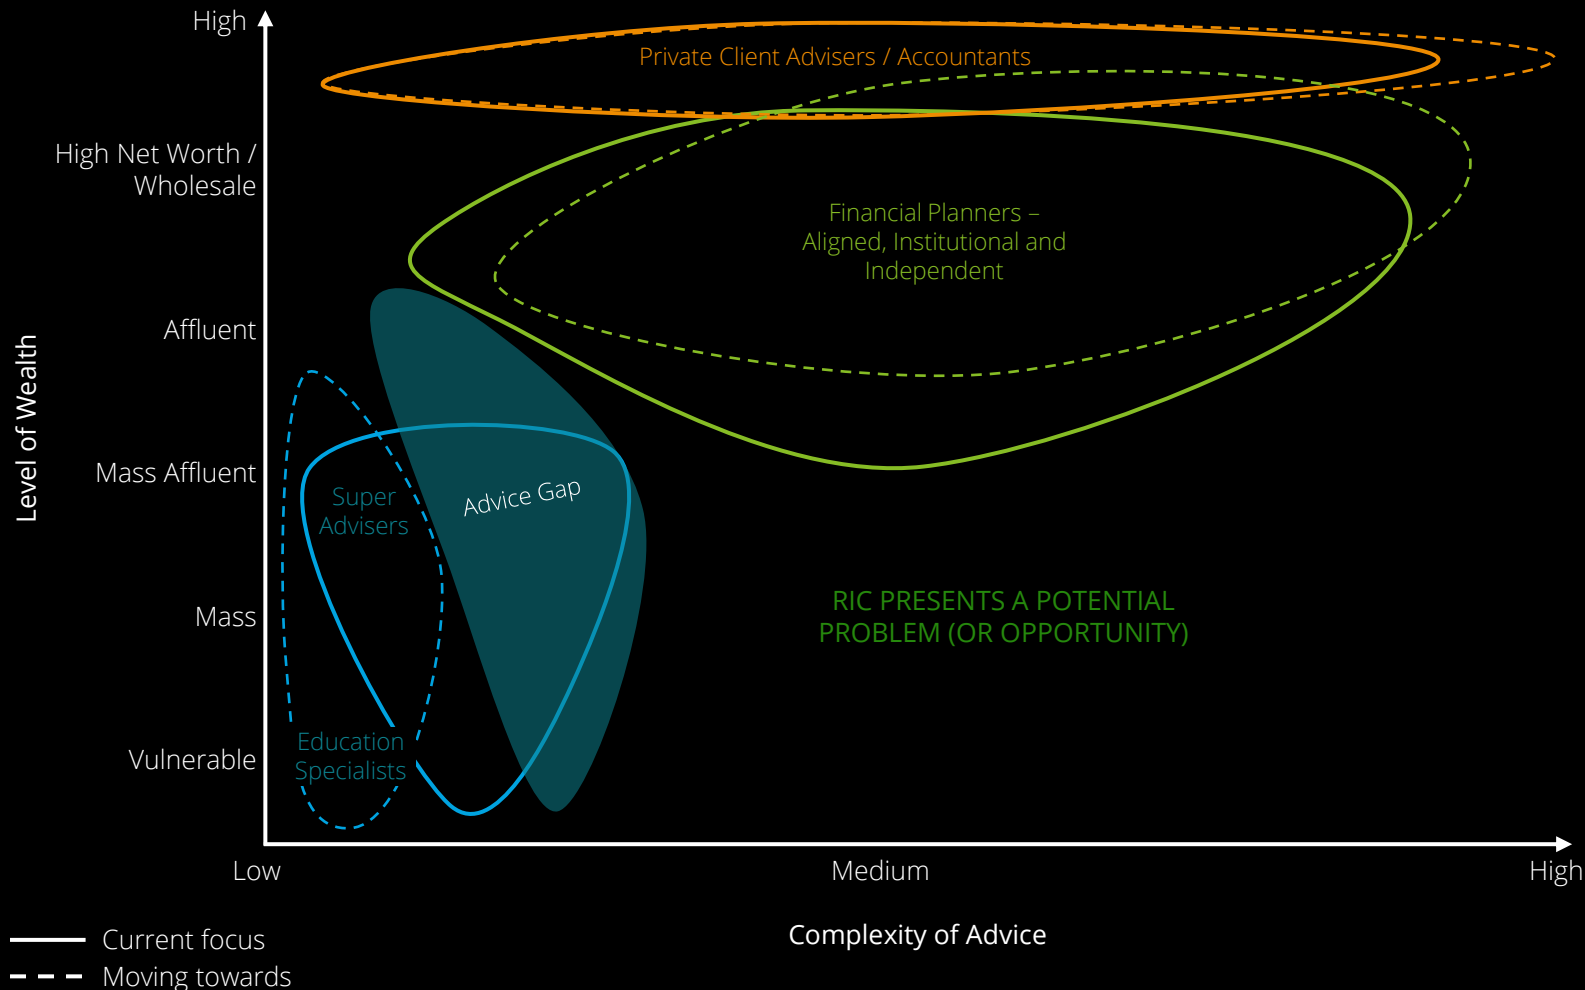 High
Private Client Advisers / Accountants
High Net Worth /
Wholesale
Financial Planners –
Aligned, Institutional and
Independent
Affluent
Level of Wealth
Mass Affluent
Super
Advisers
Advice Gap
RIC PRESENTS A POTENTIAL
PROBLEM (OR OPPORTUNITY)
Mass
Education
Specialists
Vulnerable
Low
Medium
High
Complexity of Advice
Current focus
Moving towards